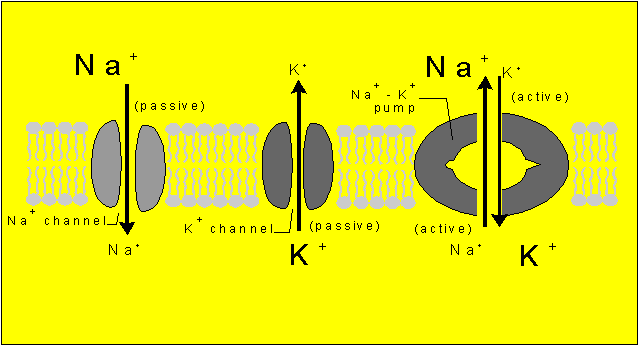 Na+
(passive)
Na+ channel
Na+
K+
K+ channel
(passive)
K+
Na+ K+
Na+ - K+
pump
(active)
(active)
Na+
K+